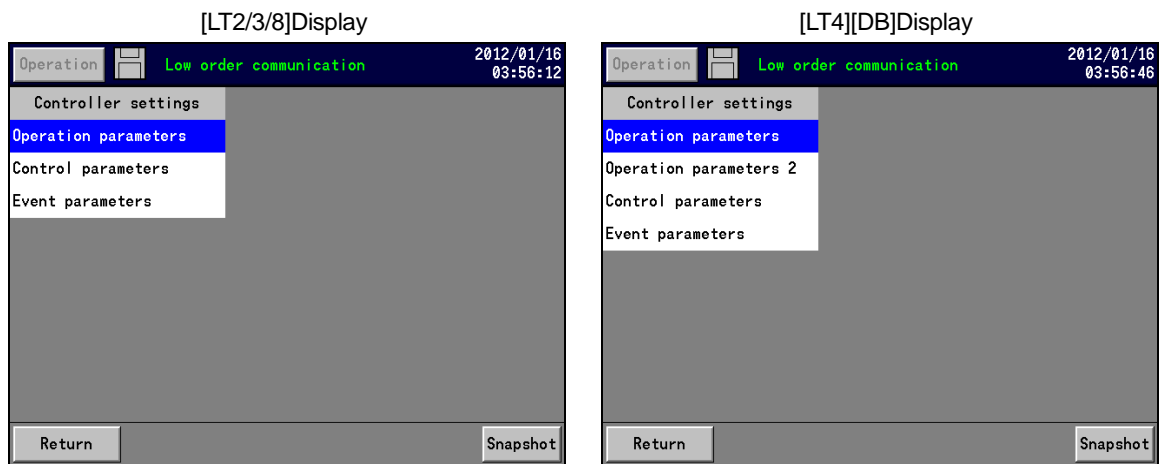 [LT2/3/8]Display
Operation
Low order communication
2012/01/16
03:56:12
Controller settings
Operation parameters
Control parameters
Event parameters
Return
Snapshot
[LT4][DB]Display
Operation
Low order communication
2012/01/16
03:56:46
Controller settings
Operation parameters
Operation parameters 2
Control parameters
Event parameters
Return
Snapshot